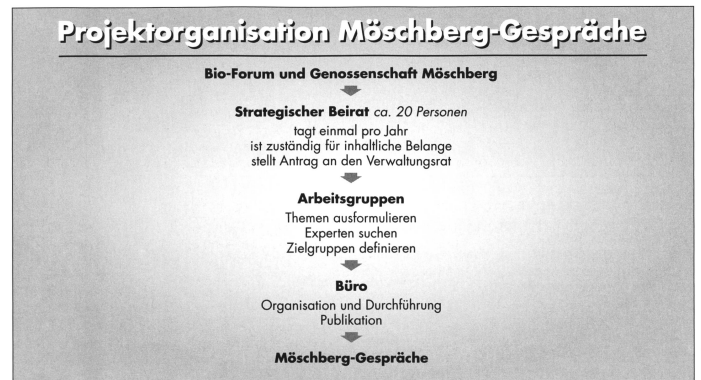 Projektorganisation Möschberg-Gespräche
Bio-Forum und Genossenschaft Möschberg
Strategischer Beirat ca. 20 Personen
tagt einmal pro Jahr
ist zuständig für inhaltliche Belange
stellt Antrag an den Verwaltungsrat
Arbeitsgruppen
Themen ausformulieren
Experten suchen
Zielgruppen definieren
Büro
Organisation und Durchführung
Publikation
Möschberg-Gespräche